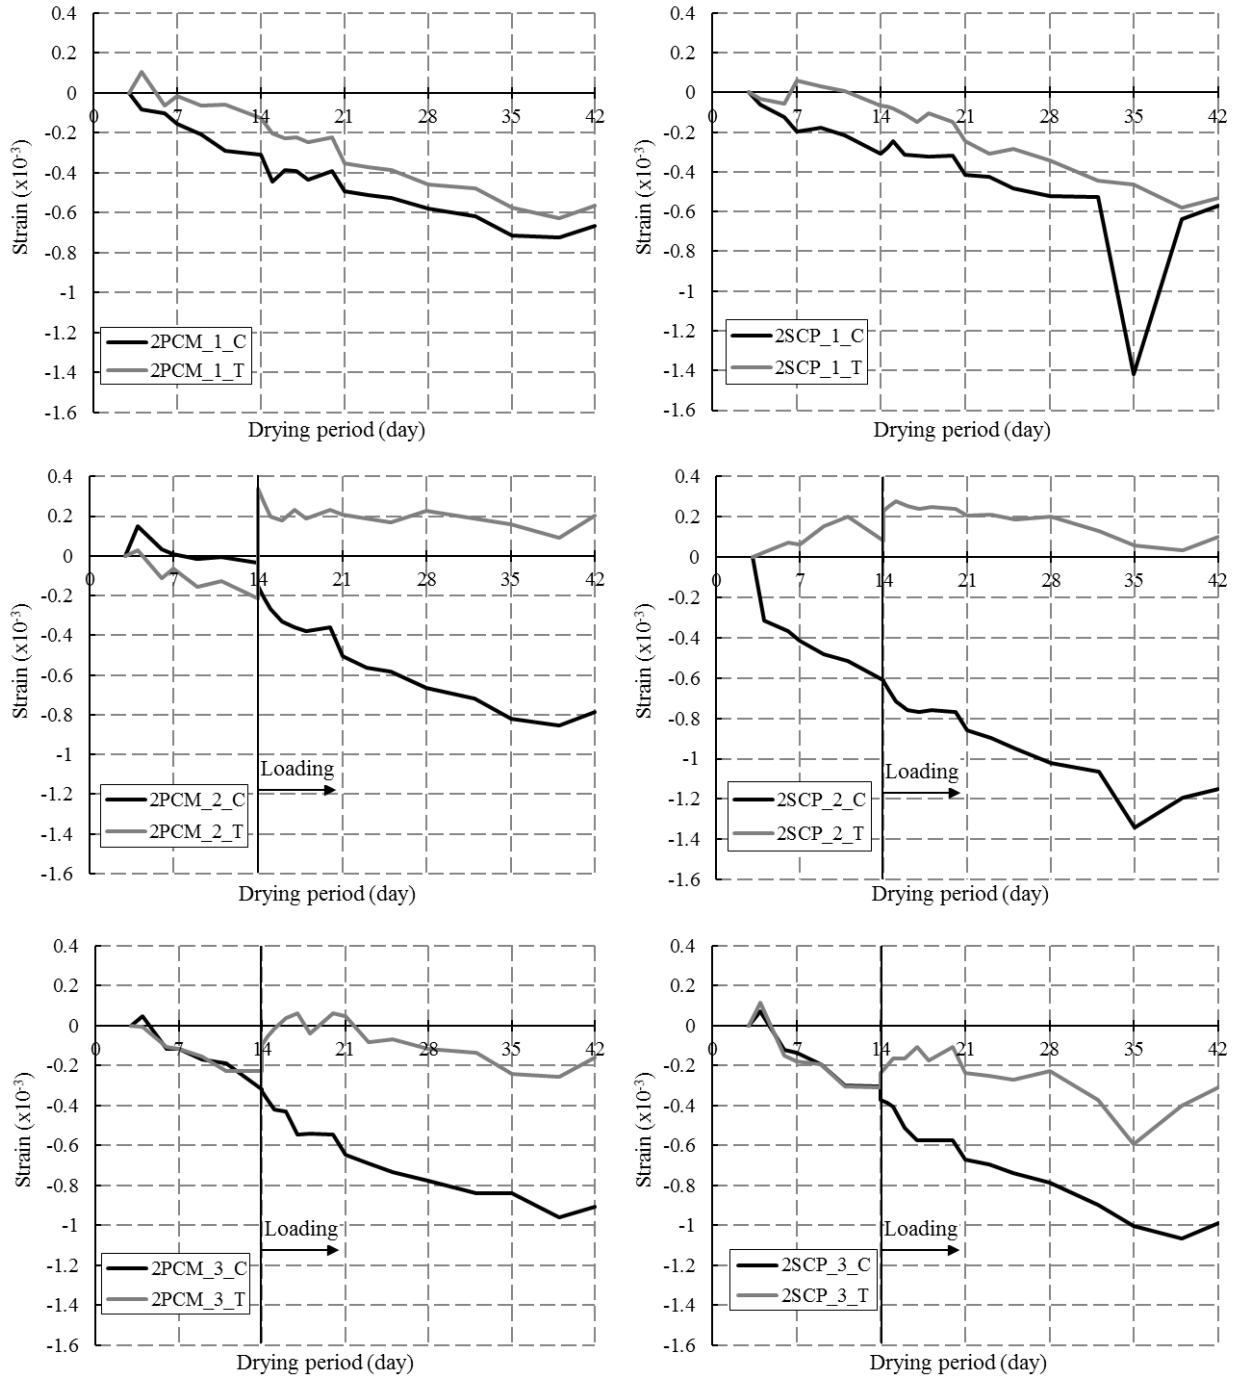 0.4
0.2
0
-0.2
-0.4
-0.6
-0.8
-1
-1.2
-1.4
-1.6
0 7 14 21 28 35 42
Strain (x10⁻³)
Drying period (day)
2PCM_1_C
2PCM_1_T
0.4
0.2
0
-0.2
-0.4
-0.6
-0.8
-1
-1.2
-1.4
-1.6
0 7 14 21 28 35 42
Strain (x10⁻³)
Drying period (day)
2SCP_1_C
2SCP_1_T
0.4
0.2
0
-0.2
-0.4
-0.6
-0.8
-1
-1.2
-1.4
-1.6
0 7 14 21 28 35 42
Strain (x10⁻³)
Drying period (day)
Loading
2PCM_2_C
2PCM_2_T
0.4
0.2
0
-0.2
-0.4
-0.6
-0.8
-1
-1.2
-1.4
-1.6
0 7 14 21 28 35 42
Strain (x10⁻³)
Drying period (day)
Loading
2SCP_2_C
2SCP_2_T
0.4
0.2
0
-0.2
-0.4
-0.6
-0.8
-1
-1.2
-1.4
-1.6
0 7 14 21 28 35 42
Strain (x10⁻³)
Drying period (day)
Loading
2PCM_3_C
2PCM_3_T
0.4
0.2
0
-0.2
-0.4
-0.6
-0.8
-1
-1.2
-1.4
-1.6
0 7 14 21 28 35 42
Strain (x10⁻³)
Drying period (day)
Loading
2SCP_3_C
2SCP_3_T